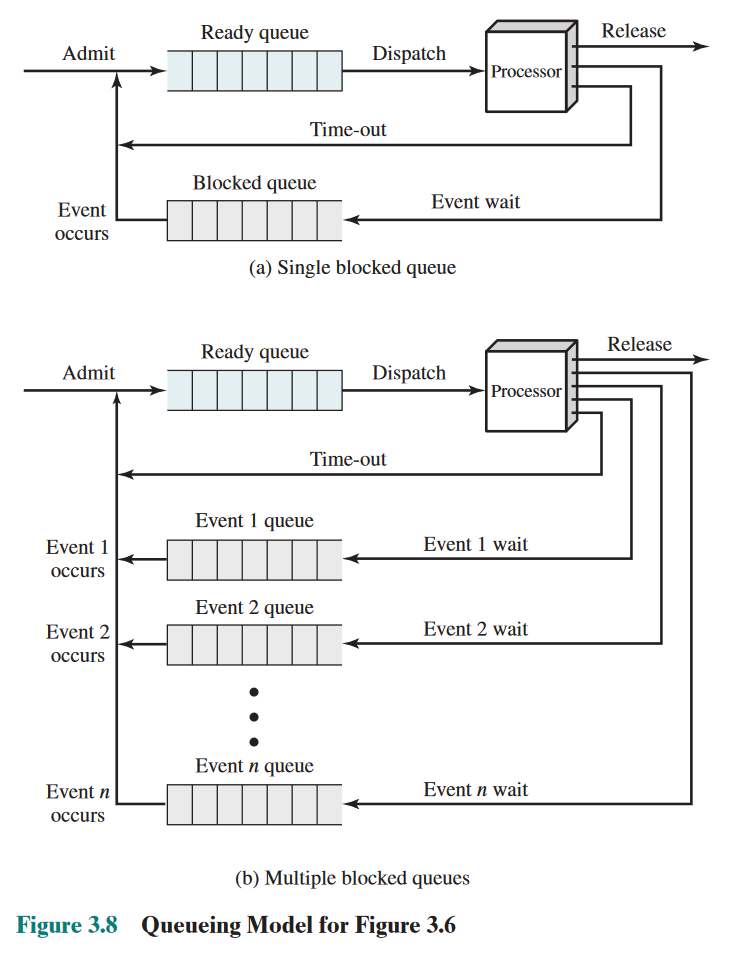 Ready queue
Release
Admit
Dispatch
Processor
Time-out
Blocked queue
Event wait
Event
occurs
(a) Single blocked queue
Ready queue
Release
Admit
Dispatch
Processor
Time-out
Event 1 queue
Event 1 wait
Event 1
occurs
Event 2 queue
Event 2 wait
Event 2
occurs
Event n queue
Event n wait
Event n
occurs
(b) Multiple blocked queues
Figure 3.8 Queueing Model for Figure 3.6